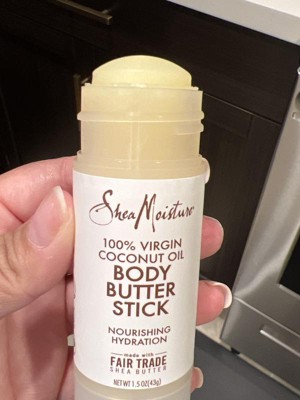 SheaMoisture
100% VIRGIN
COCONUT OIL
BODY
BUTTER
STICK
NOURISHING
HYDRATION
made with
FAIR TRADE
SHEA BUTTER
NET WT 1.5 OZ (43g)